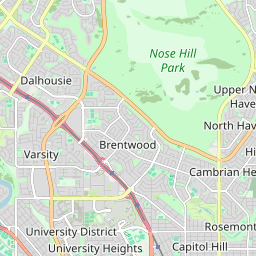 Nose Hill
Park
Dalhousie
Upper N
Have
North Hav
Brentwood
Hi
Varsity
Cambrian He
Rosemont
University District
University Heights
Capitol Hill